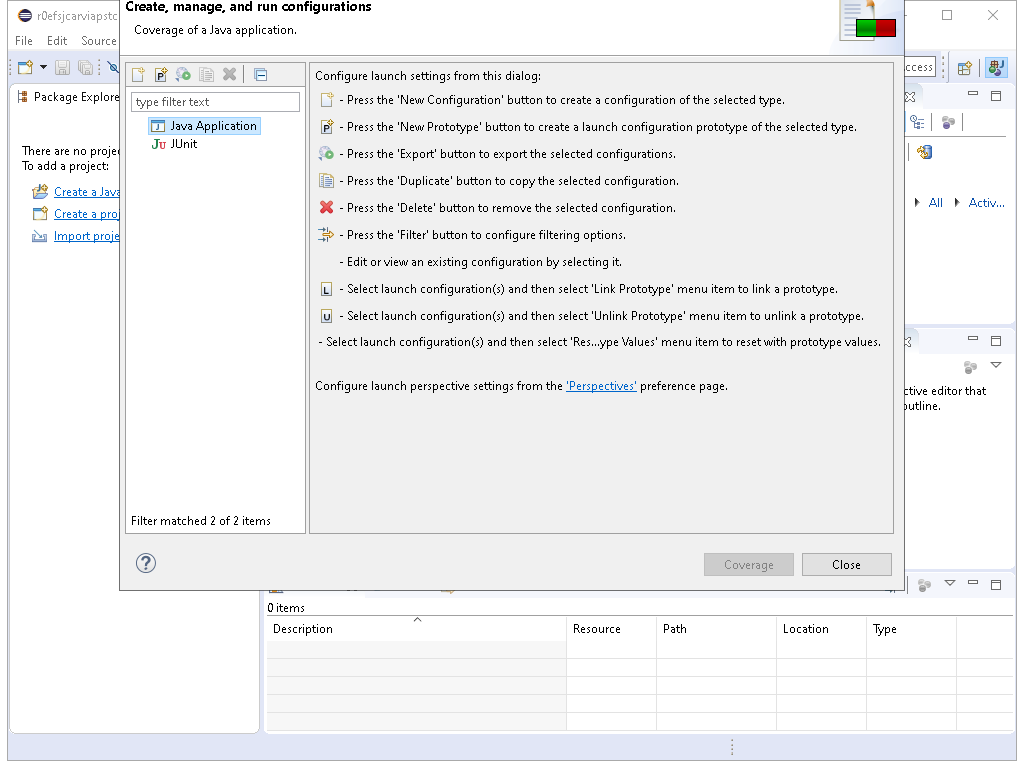 Create, manage, and run configurations
r0efsjcarviapstc
Coverage of a Java application.
File Edit Source
ccess
Package Explore
type filter text
Java Application
JUnit
Filter matched 2 of 2 items
There are no projec
To add a project:
Create a Java
Create a proj
Import proje
Configure launch settings from this dialog:
- Press the 'New Configuration' button to create a configuration of the selected type.
- Press the 'New Prototype' button to create a launch configuration prototype of the selected type.
- Press the 'Export' button to export the selected configurations.
- Press the 'Duplicate' button to copy the selected configuration.
- Press the 'Delete' button to remove the selected configuration.
- Press the 'Filter' button to configure filtering options.
- Edit or view an existing configuration by selecting it.
- Select launch configuration(s) and then select 'Link Prototype' menu item to link a prototype.
- Select launch configuration(s) and then select 'Unlink Prototype' menu item to unlink a prototype.
- Select launch configuration(s) and then select 'Res...ype Values' menu item to reset with prototype values.
Configure launch perspective settings from the 'Perspectives' preference page.
All Activ...
ctive editor that
outline.
Coverage Close
0 items
Description Resource Path Location Type